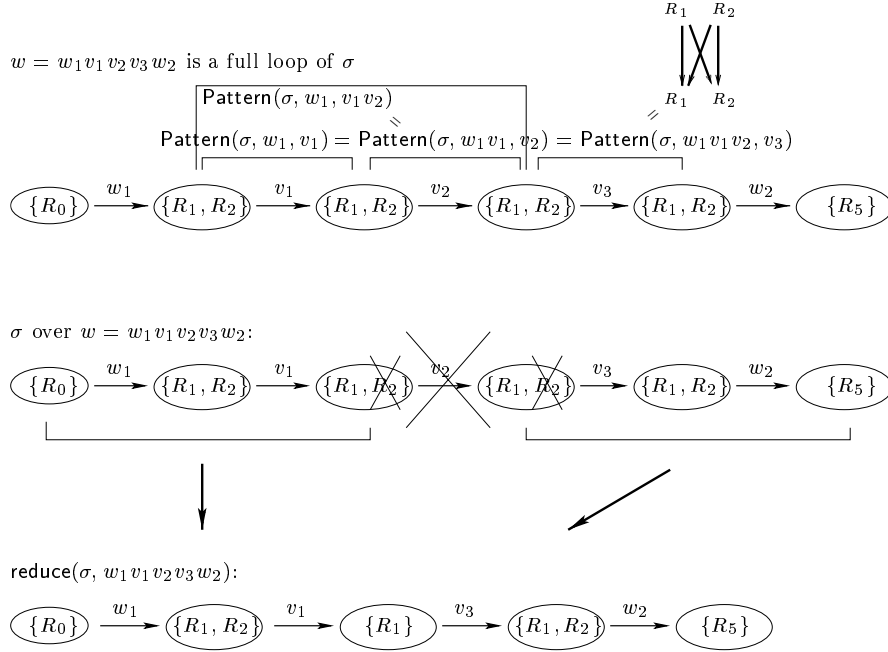 R₁ R₂
w = w₁v₁v₂v₃w₂ is a full loop of σ
R₁ R₂
Pattern(σ, w₁, v₁v₂)
=
=
Pattern(σ, w₁, v₁) = Pattern(σ, w₁v₁, v₂) = Pattern(σ, w₁v₁v₂, v₃)
{R₀} w₁ {R₁, R₂} v₁ {R₁, R₂} v₂ {R₁, R₂} v₃ {R₁, R₂} w₂ {R₅}
σ over w = w₁v₁v₂v₃w₂:
{R₀} w₁ {R₁, R₂} v₁ {R₁, R₂} v₂ {R₁, R₂} v₃ {R₁, R₂} w₂ {R₅}
reduce(σ, w₁v₁v₂v₃w₂):
{R₀} w₁ {R₁, R₂} v₁ {R₁} v₃ {R₁, R₂} w₂ {R₅}